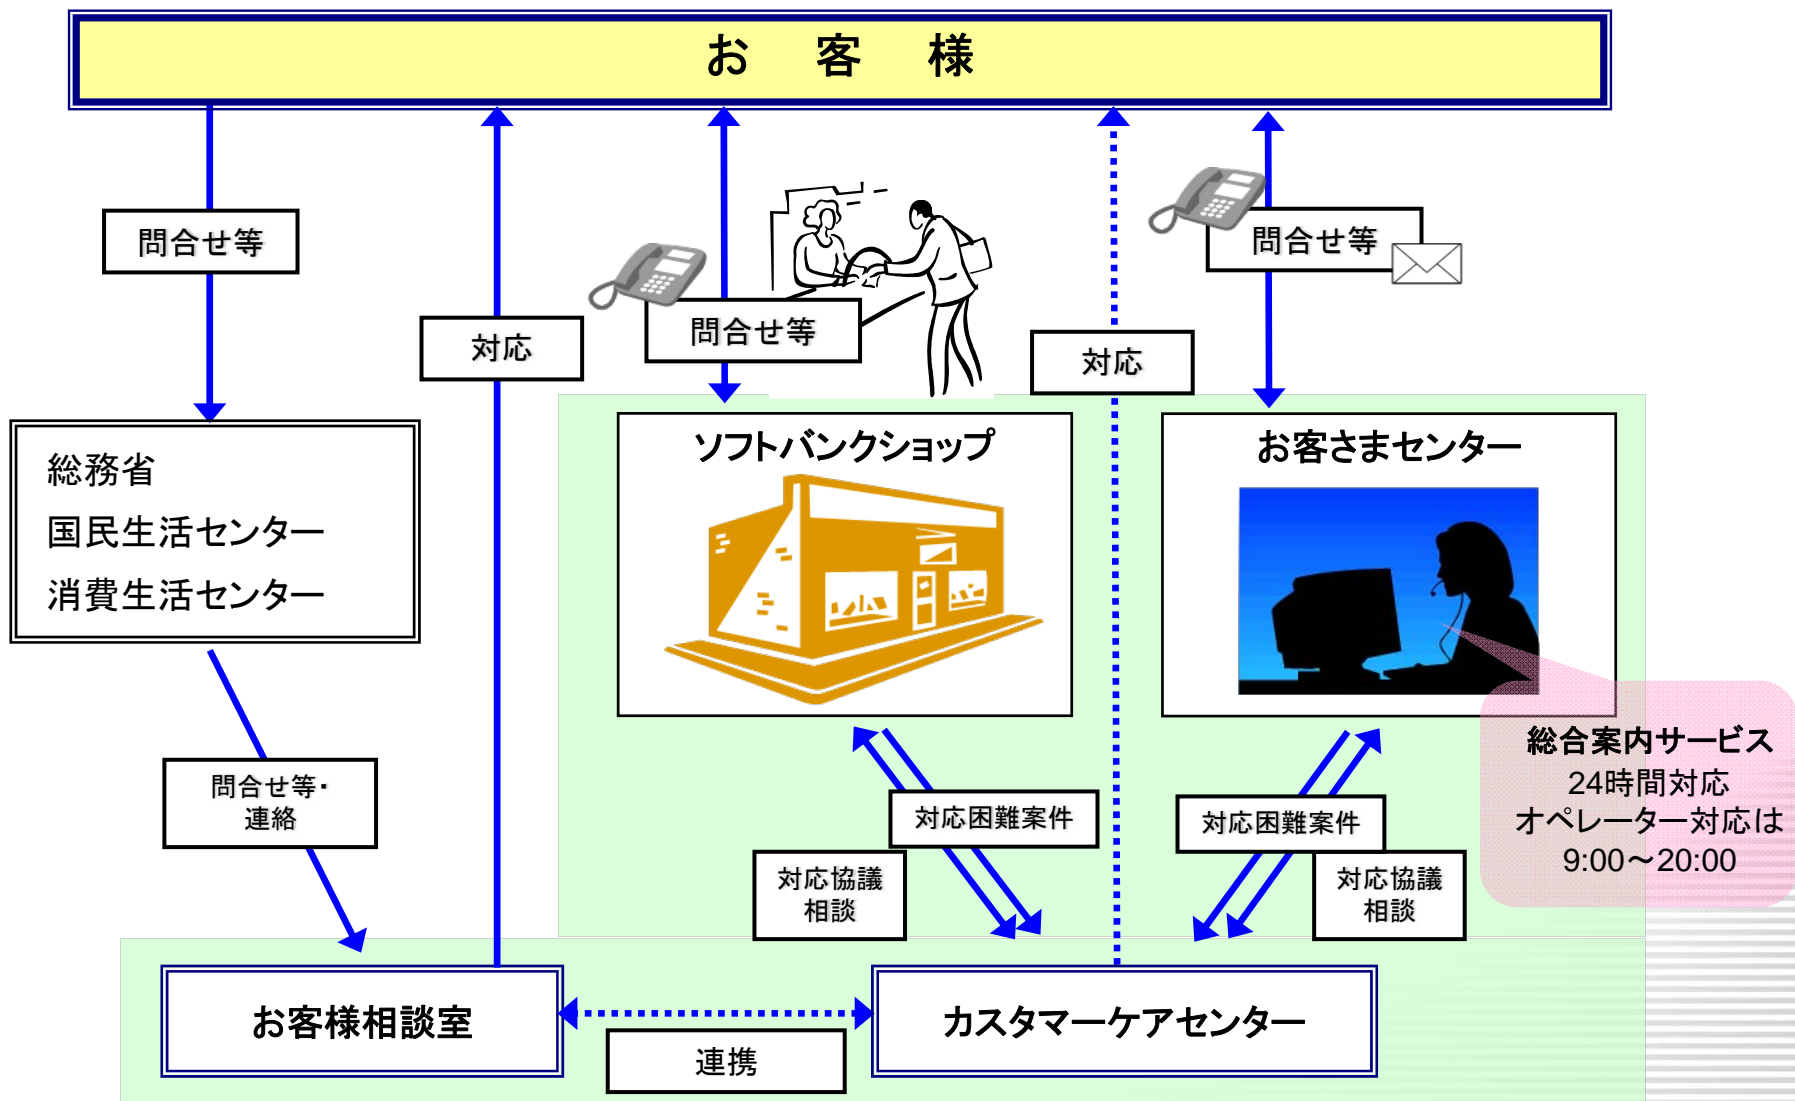 お 客 様
問合せ等
対応
問合せ等
対応
問合せ等
総務省
国民生活センター
消費生活センター
ソフトバンクショップ
お客さまセンター
総合案内サービス
24時間対応
オペレーター対応は
9:00～20:00
問合せ等・
連絡
対応困難案件
対応協議
相談
対応困難案件
対応協議
相談
お客様相談室
連携
カスタマーケアセンター